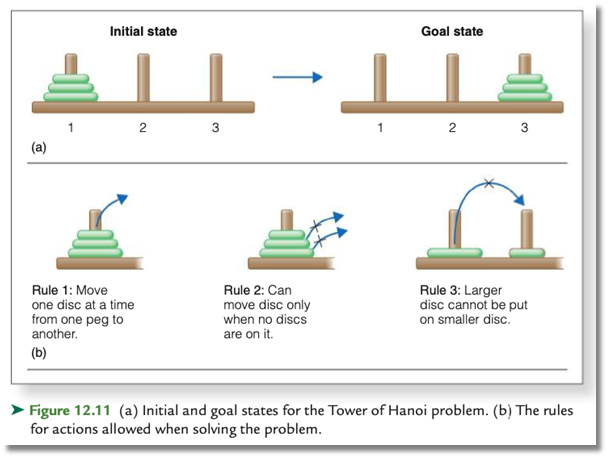 Initial state
Goal state
1 2 3
1 2 3
(a)
Rule 1: Move
one disc at a time
from one peg to
another.
Rule 2: Can
move disc only
when no discs
are on it.
Rule 3: Larger
disc cannot be put
on smaller disc.
(b)
➤ Figure 12.11 (a) Initial and goal states for the Tower of Hanoi problem. (b) The rules
for actions allowed when solving the problem.